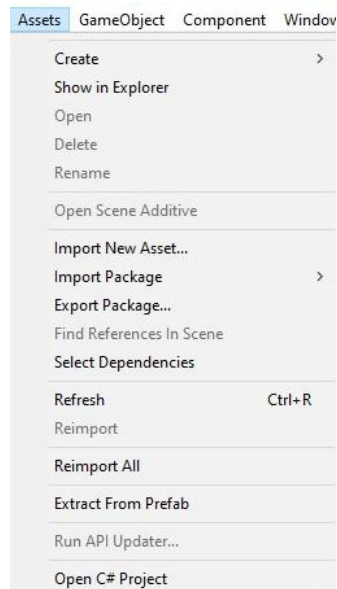 Assets GameObject Component Window
Create >
Show in Explorer
Open
Delete
Rename
Open Scene Additive
Import New Asset...
Import Package >
Export Package...
Find References In Scene
Select Dependencies
Refresh Ctrl+R
Reimport
Reimport All
Extract From Prefab
Run API Updater...
Open C# Project